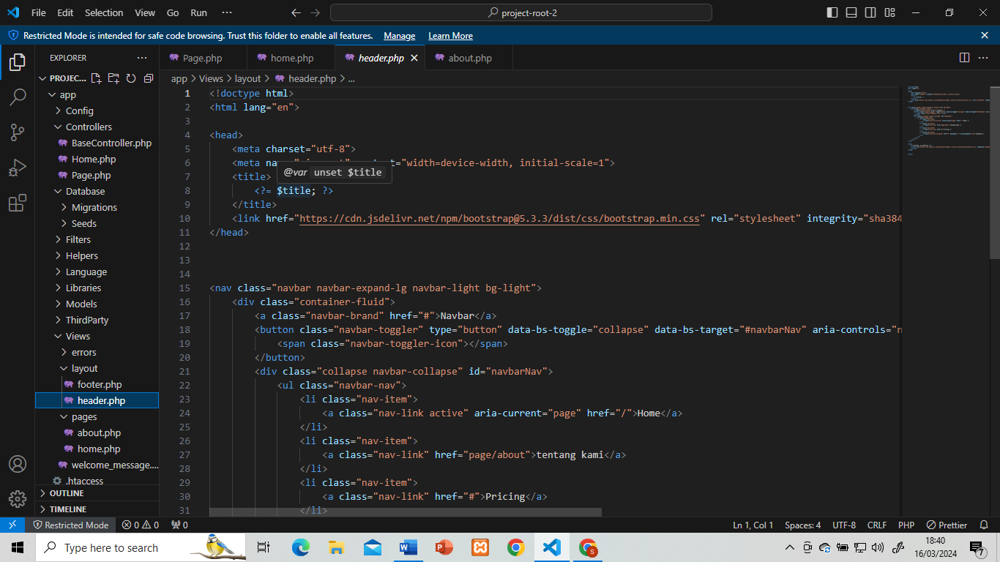 File Edit Selection View Go Run ··· project-root-2
Restricted Mode is intended for safe code browsing. Trust this folder to enable all features. Manage Learn More
EXPLORER ··· Page.php home.php header.php about.php ···
PROJEC...
app > Views > layout > header.php > ...
app
Config
Controllers
BaseController.php
Home.php
Page.php
Database
Migrations
Seeds
Filters
Helpers
Language
Libraries
Models
ThirdParty
Views
errors
layout
footer.php
header.php
pages
about.php
home.php
welcome_message....
.htaccess
OUTLINE
TIMELINE
1 <!doctype html>
2 <html lang="en">
3
4 <head>
5 <meta charset="utf-8">
6 <meta "width=device-width, initial-scale=1">
@var unset $title
7 <title>
8 <?= $title; ?>
9 </title>
10 <link href="https://cdn.jsdelivr.net/npm/bootstrap@5.3.3/dist/css/bootstrap.min.css" rel="stylesheet" integrity="sha384
11 </head>
12
13
14
15 <nav class="navbar navbar-expand-lg navbar-light bg-light">
16 <div class="container-fluid">
17 <a class="navbar-brand" href="#">Navbar</a>
18 <button class="navbar-toggler" type="button" data-bs-toggle="collapse" data-bs-target="#navbarNav" aria-controls="n
19 <span class="navbar-toggler-icon"></span>
20 </button>
21 <div class="collapse navbar-collapse" id="navbarNav">
22 <ul class="navbar-nav">
23 <li class="nav-item">
24 <a class="nav-link active" aria-current="page" href="/">Home</a>
25 </li>
26 <li class="nav-item">
27 <a class="nav-link" href="page/about">tentang kami</a>
28 </li>
29 <li class="nav-item">
30 <a class="nav-link" href="#">Pricing</a>
31 </li>
Restricted Mode 0 0 0 Ln 1, Col 1 Spaces: 4 UTF-8 CRLF PHP Prettier
Type here to search
18:40
16/03/2024
7